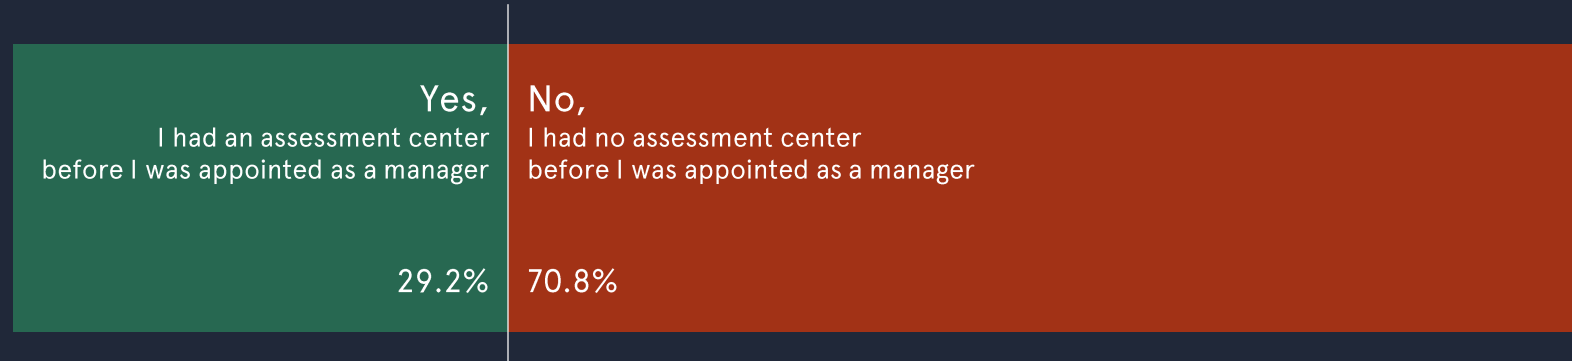 Yes,
I had an assessment center
before I was appointed as a manager
29.2%
No,
I had no assessment center
before I was appointed as a manager
70.8%